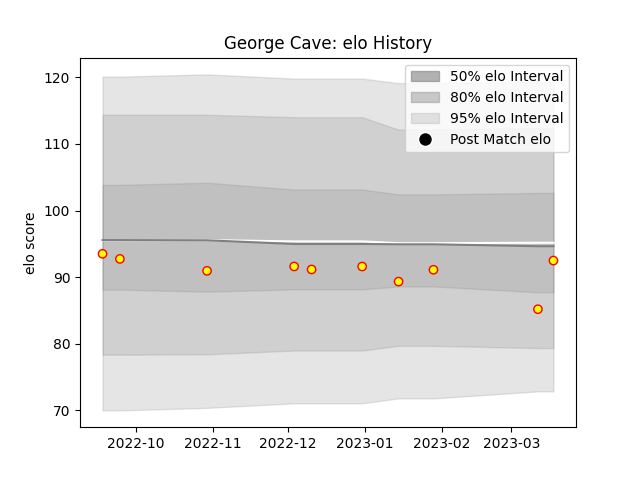 George Cave: elo History
50% elo Interval
80% elo Interval
95% elo Interval
Post Match elo
elo score
120
110
100
90
80
70
2022-10 2022-11 2022-12 2023-01 2023-02 2023-03